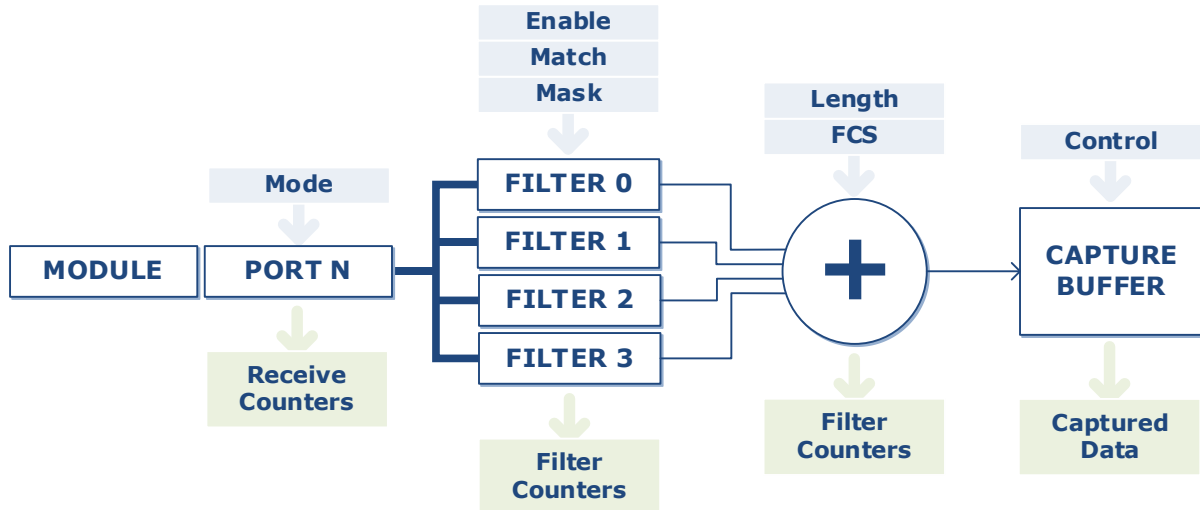 Enable
Match
Mask
Length
FCS
Control
Mode
FILTER 0
FILTER 1
FILTER 2
FILTER 3
MODULE
PORT N
+
CAPTURE
BUFFER
Receive
Counters
Filter
Counters
Filter
Counters
Captured
Data